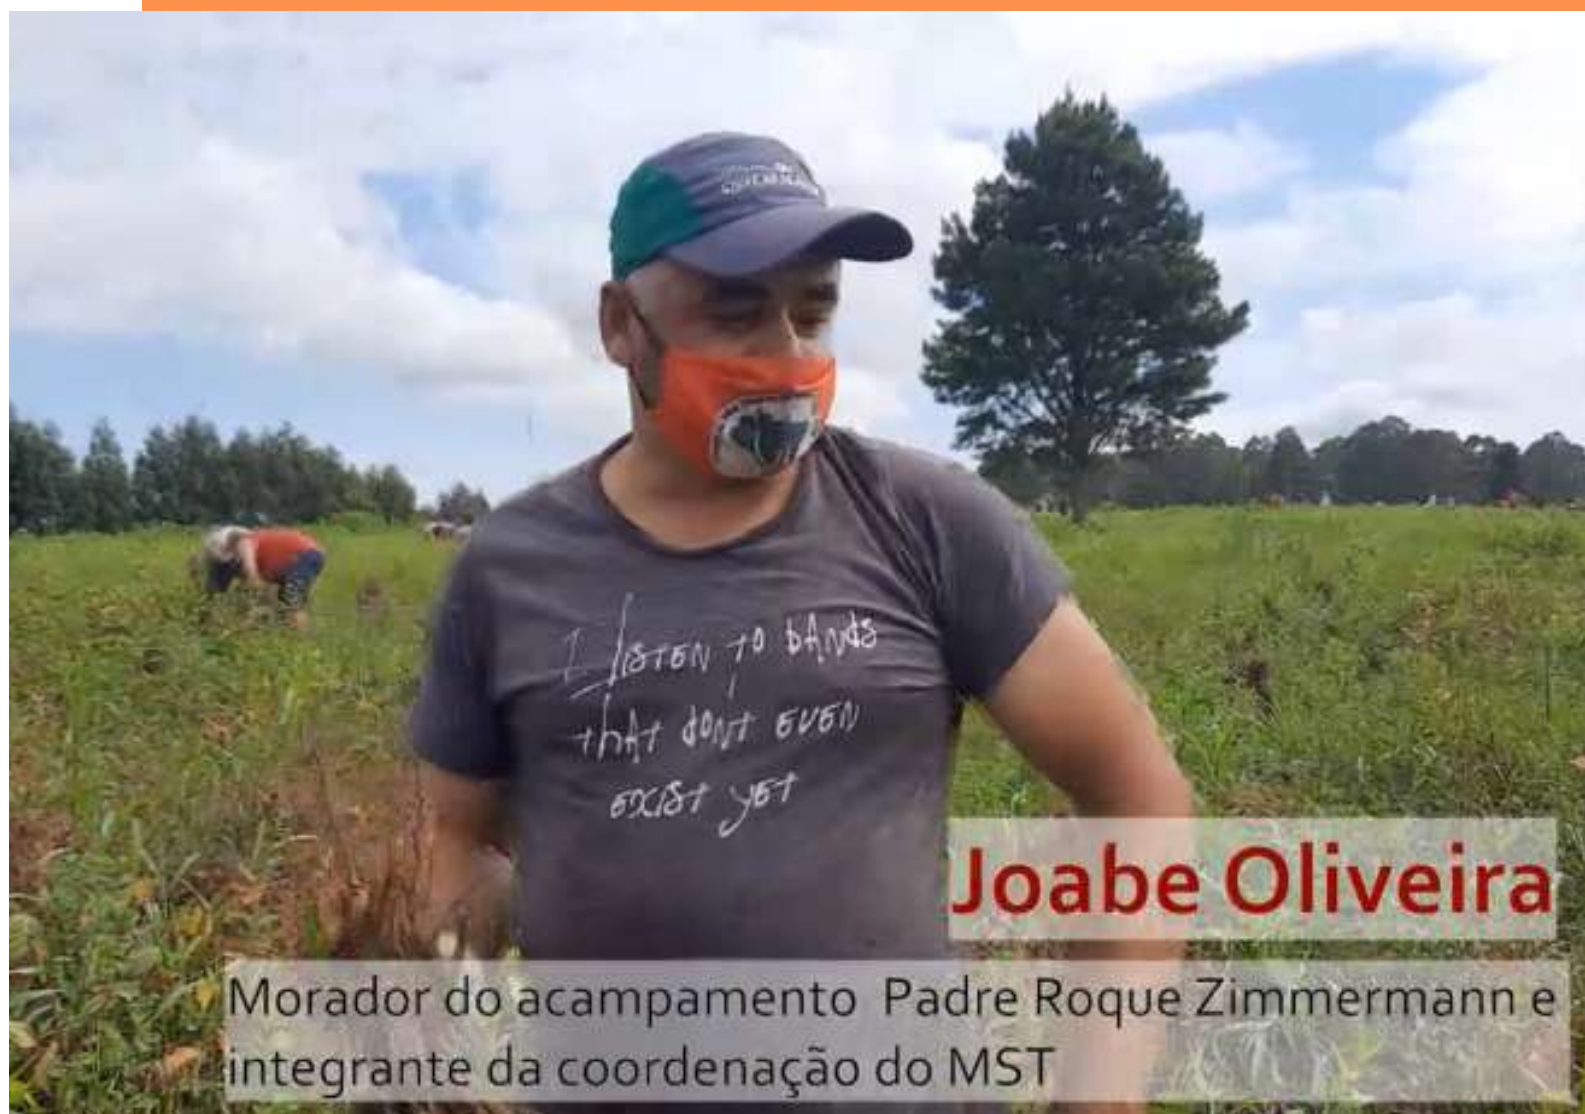 I listen to bands
that dont even
exist yet
Joabe Oliveira
Morador do acampamento Padre Roque Zimmermann e
integrante da coordenação do MST